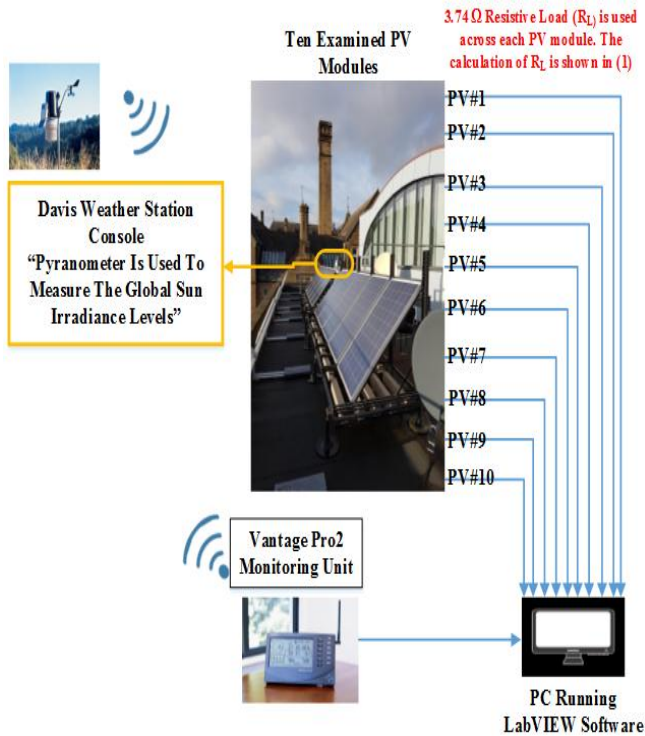 3.74 Ω Resistive Load (RL) is used
across each PV module. The
calculation of RL is shown in (1)
Ten Examined PV
Modules
PV#1
PV#2
PV#3
PV#4
PV#5
PV#6
PV#7
PV#8
PV#9
PV#10
Davis Weather Station
Console
“Pyranometer Is Used To
Measure The Global Sun
Irradiance Levels”
Vantage Pro2
Monitoring Unit
PC Running
LabVIEW Software